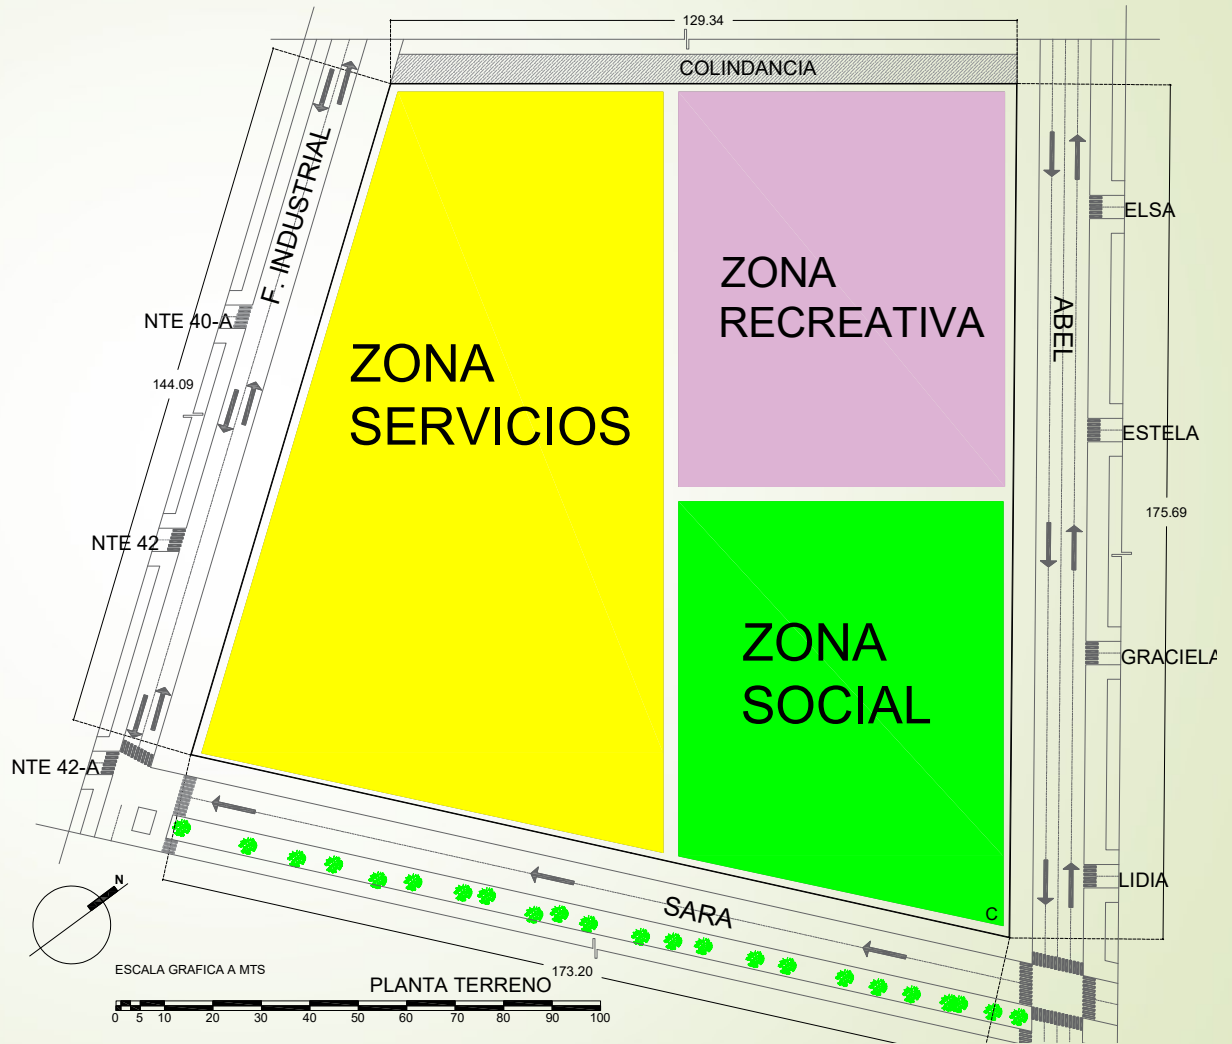 129.34
COLINDANCIA
F. INDUSTRIAL
ELSA
ZONA
RECREATIVA
ABEL
NTE 40-A
ZONA
SERVICIOS
144.09
ESTELA
175.69
NTE 42
ZONA
SOCIAL
GRACIELA
NTE 42-A
LIDIA
N
SARA
C
ESCALA GRAFICA A MTS
173.20
PLANTA TERRENO
0 5 10 20 30 40 50 60 70 80 90 100